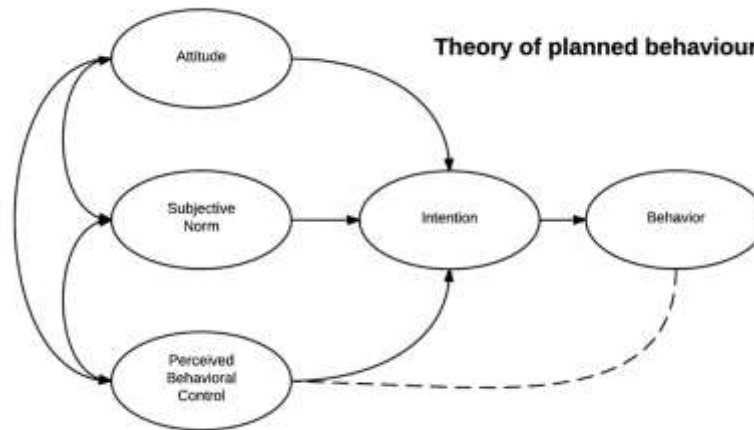 Theory of planned behaviour
Attitude
Subjective
Norm
Intention
Behavior
Perceived
Behavioral
Control